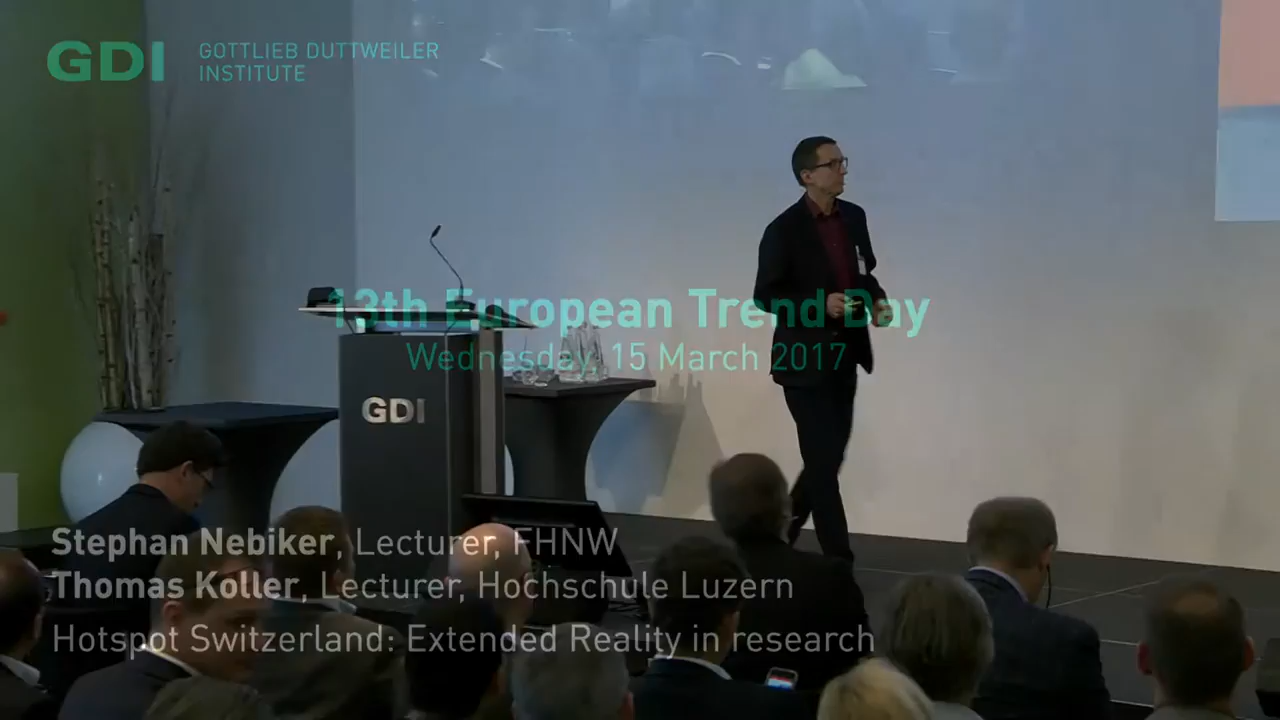 GDI
GOTTLIEB DUTTWEILER
INSTITUTE
13th European Trend Day
Wednesday, 15 March 2017
GDI
Stephan Nebiker, Lecturer, FHNW
Thomas Koller, Lecturer, Hochschule Luzern
Hotspot Switzerland: Extended Reality in research